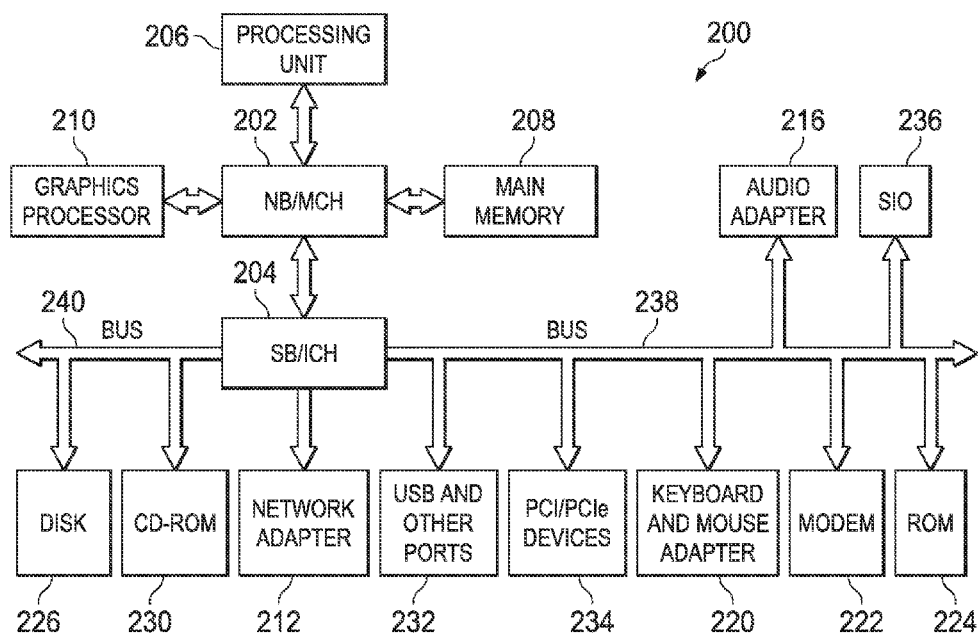 206
PROCESSING
UNIT
200
210
202
208
216
236
GRAPHICS
PROCESSOR
NB/MCH
MAIN
MEMORY
AUDIO
ADAPTER
SIO
204
240
BUS
BUS
238
SB/ICH
DISK
CD-ROM
NETWORK
ADAPTER
USB AND
OTHER
PORTS
PCI/PCIe
DEVICES
KEYBOARD
AND MOUSE
ADAPTER
MODEM
ROM
226
230
212
232
234
220
222
224